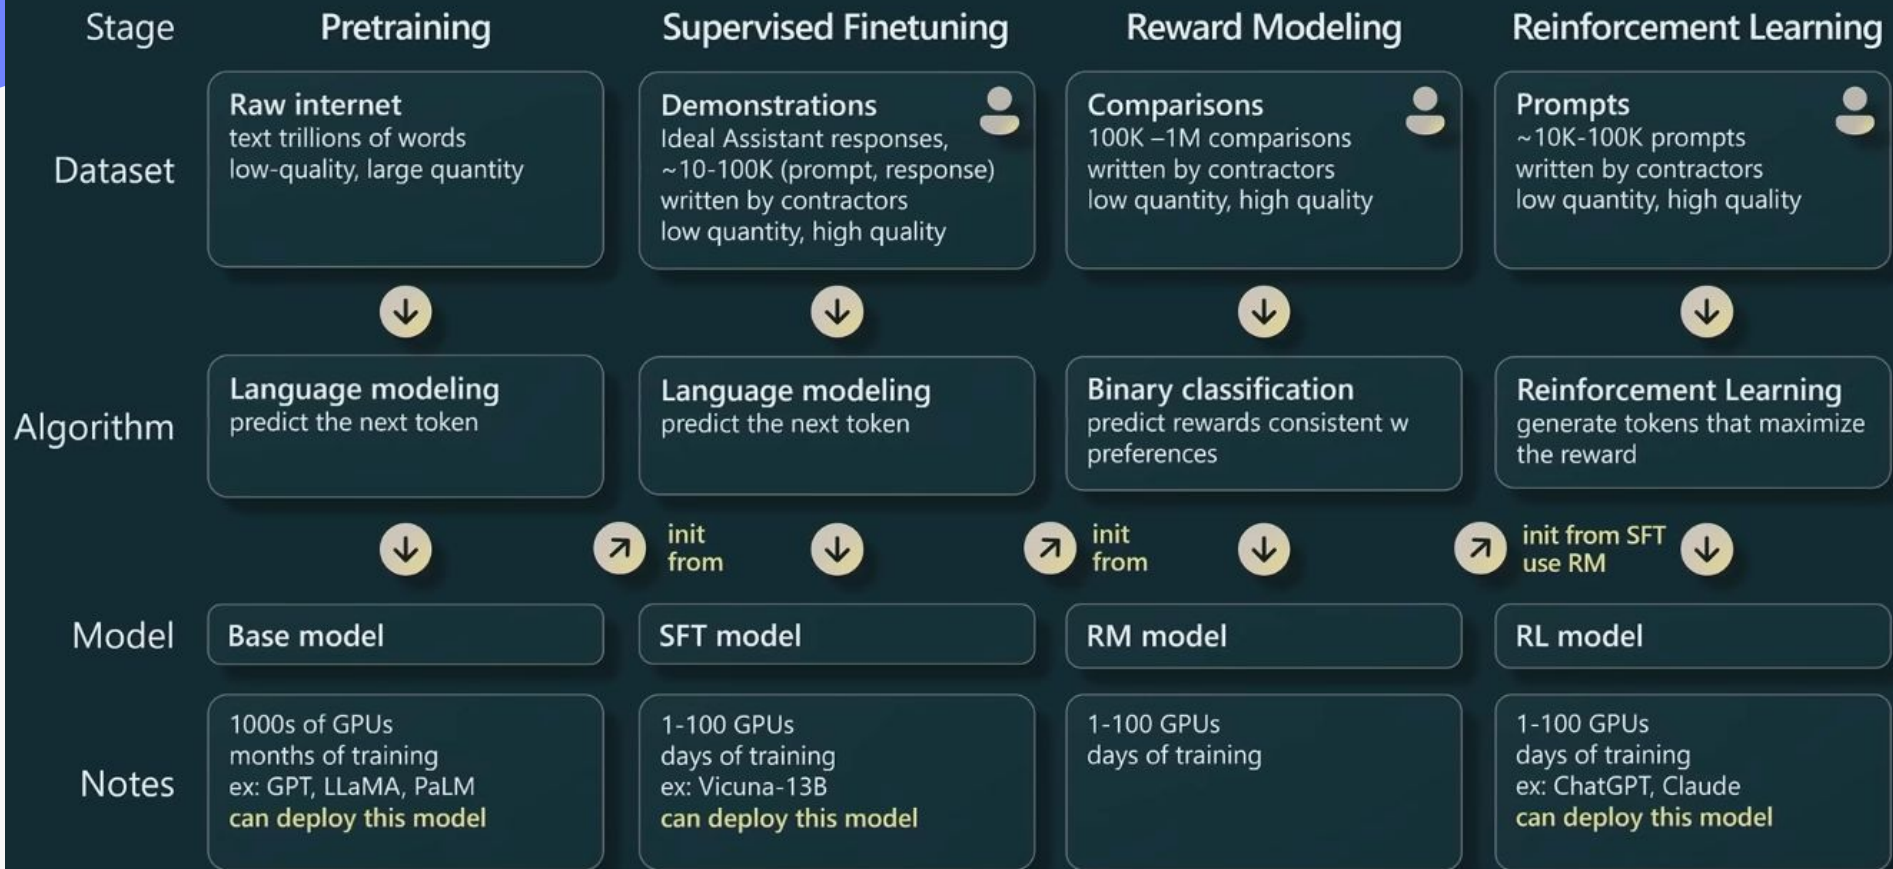 Stage
Pretraining
Supervised Finetuning
Reward Modeling
Reinforcement Learning
Dataset
Raw internet
text trillions of words
low-quality, large quantity
Demonstrations
Ideal Assistant responses,
~10-100K (prompt, response)
written by contractors
low quantity, high quality
Comparisons
100K –1M comparisons
written by contractors
low quantity, high quality
Prompts
~10K-100K prompts
written by contractors
low quantity, high quality
Algorithm
Language modeling
predict the next token
Language modeling
predict the next token
Binary classification
predict rewards consistent w
preferences
Reinforcement Learning
generate tokens that maximize
the reward
init
from
init
from
init from SFT
use RM
Model
Base model
SFT model
RM model
RL model
Notes
1000s of GPUs
months of training
ex: GPT, LLaMA, PaLM
can deploy this model
1-100 GPUs
days of training
ex: Vicuna-13B
can deploy this model
1-100 GPUs
days of training
1-100 GPUs
days of training
ex: ChatGPT, Claude
can deploy this model